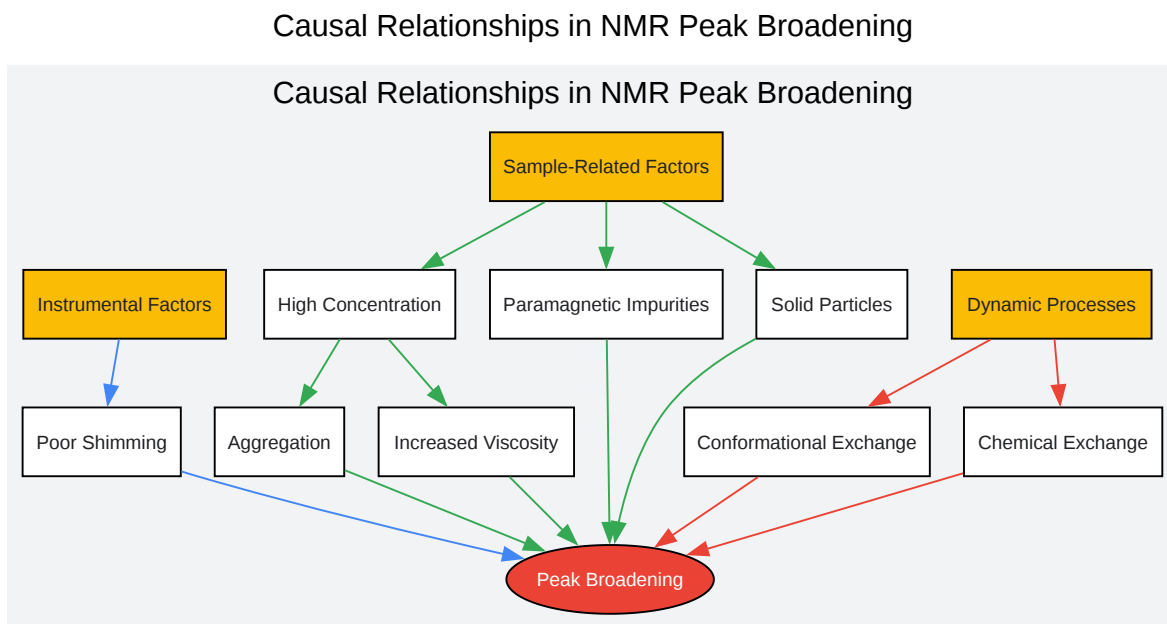 Causal Relationships in NMR Peak Broadening
Causal Relationships in NMR Peak Broadening
Sample-Related Factors
Instrumental Factors
High Concentration
Paramagnetic Impurities
Solid Particles
Dynamic Processes
Poor Shimming
Aggregation
Increased Viscosity
Conformational Exchange
Chemical Exchange
Peak Broadening